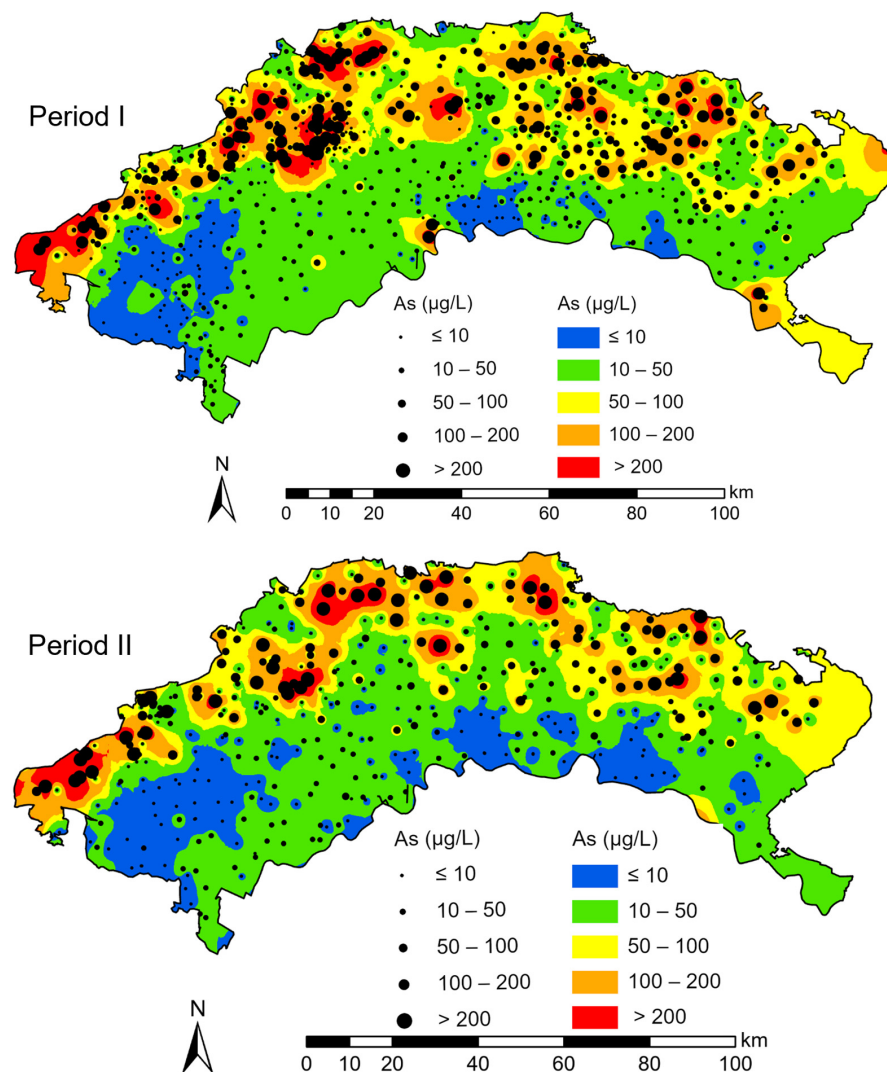 Period I
As (µg/L) As (µg/L)
≤ 10 ≤ 10
10 – 50 10 – 50
50 – 100 50 – 100
100 – 200 100 – 200
> 200 > 200
N
km
0 10 20 40 60 80 100
Period II
As (µg/L) As (µg/L)
≤ 10 ≤ 10
10 – 50 10 – 50
50 – 100 50 – 100
100 – 200 100 – 200
> 200 > 200
N
km
0 10 20 40 60 80 100